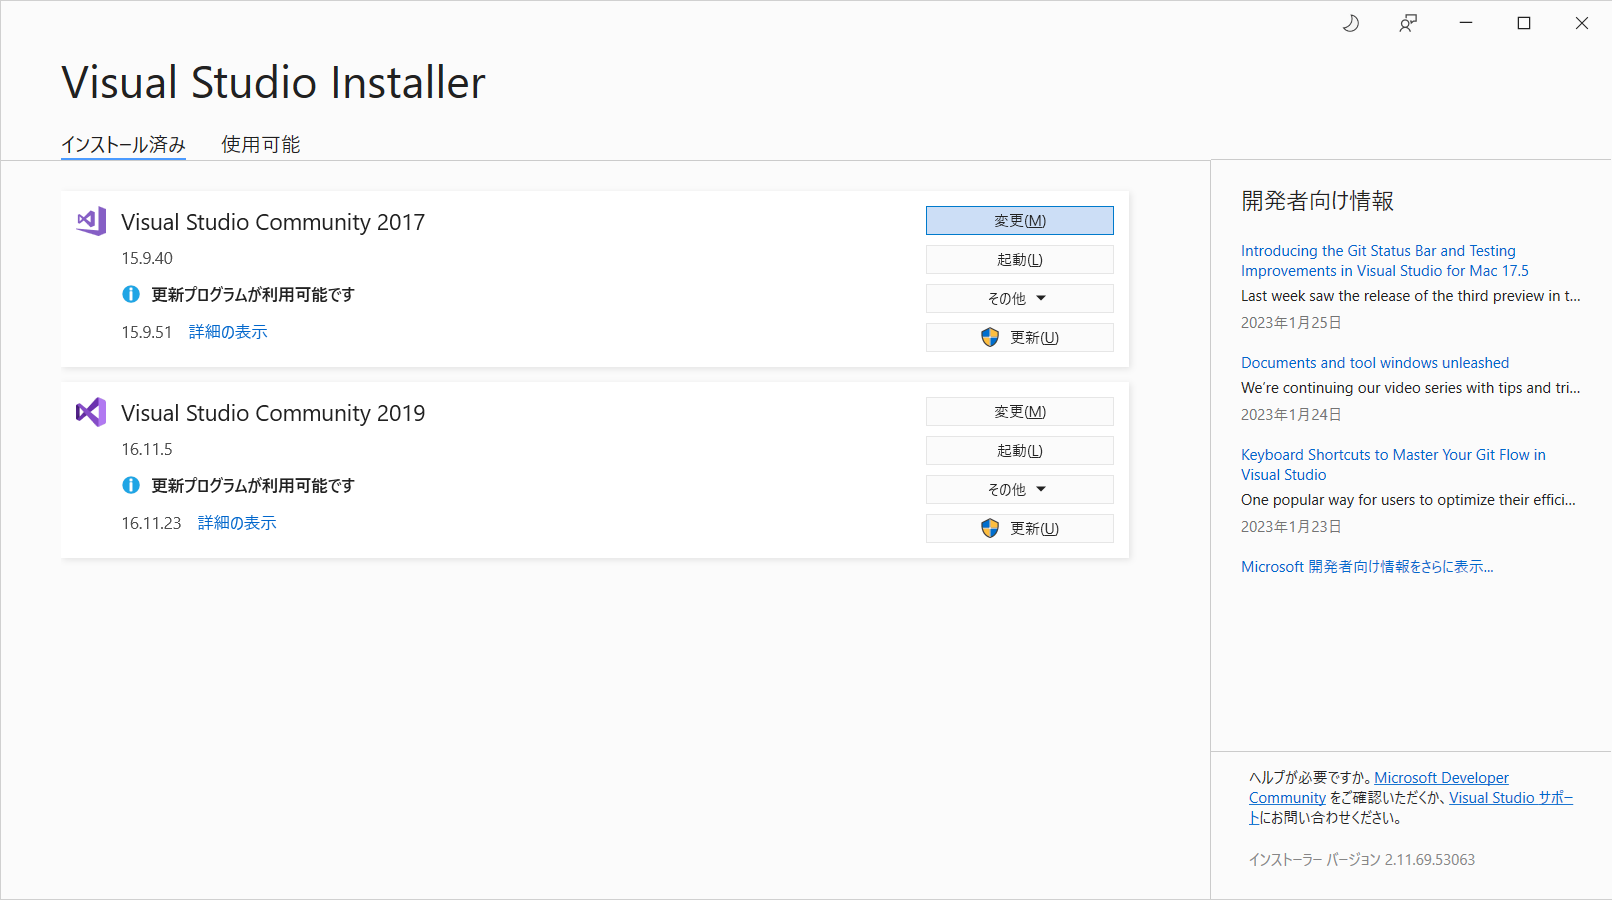 Visual Studio Installer
インストール済み 使用可能
Visual Studio Community 2017
15.9.40
更新プログラムが利用可能です
15.9.51 詳細の表示
変更(M)
起動(L)
その他
更新(U)
Visual Studio Community 2019
16.11.5
更新プログラムが利用可能です
16.11.23 詳細の表示
変更(M)
起動(L)
その他
更新(U)
開発者向け情報
Introducing the Git Status Bar and Testing
Improvements in Visual Studio for Mac 17.5
Last week saw the release of the third preview in t...
2023年1月25日
Documents and tool windows unleashed
We’re continuing our video series with tips and tri...
2023年1月24日
Keyboard Shortcuts to Master Your Git Flow in
Visual Studio
One popular way for users to optimize their effici...
2023年1月23日
Microsoft 開発者向け情報をさらに表示...
ヘルプが必要ですか。Microsoft Developer
Community をご確認いただくか、Visual Studio サポー
トにお問い合わせください。
インストーラー バージョン 2.11.69.53063